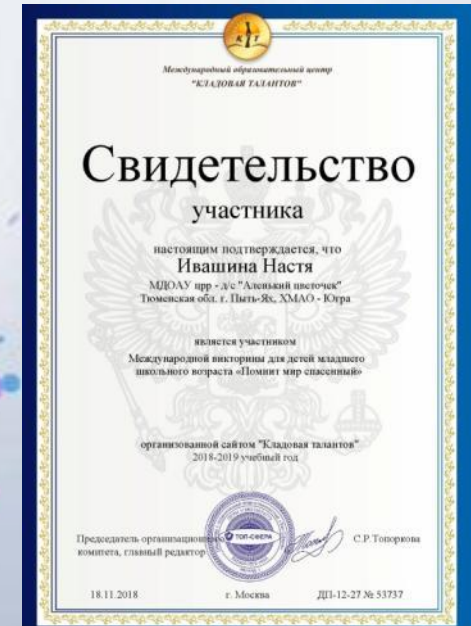 КТ
Международный образовательный центр
"КЛАДОВАЯ ТАЛАНТОВ"
Свидетельство
участника
настоящим подтверждается, что
Ивашина Настя
МДОАУ црр - д/с "Аленький цветочек"
Тюменская обл. г. Пыть-Ях, ХМАО - Югра
является участником
Международной викторины для детей младшего
школьного возраста «Помнит мир спасенный»
организованной сайтом "Кладовая талантов"
2018-2019 учебный год
Председатель организационного
комитета, главный редактор
ТОП-СФЕРА
С.Р.Топоркова
18.11.2018 г. Москва ДП-12-27 № 53737